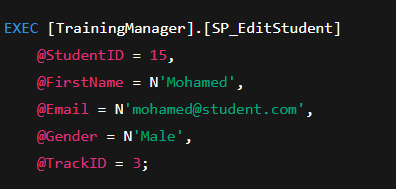 EXEC [TrainingManager].[SP_EditStudent]
@StudentID = 15,
@FirstName = N'Mohamed',
@Email = N'mohamed@student.com',
@Gender = N'Male',
@TrackID = 3;